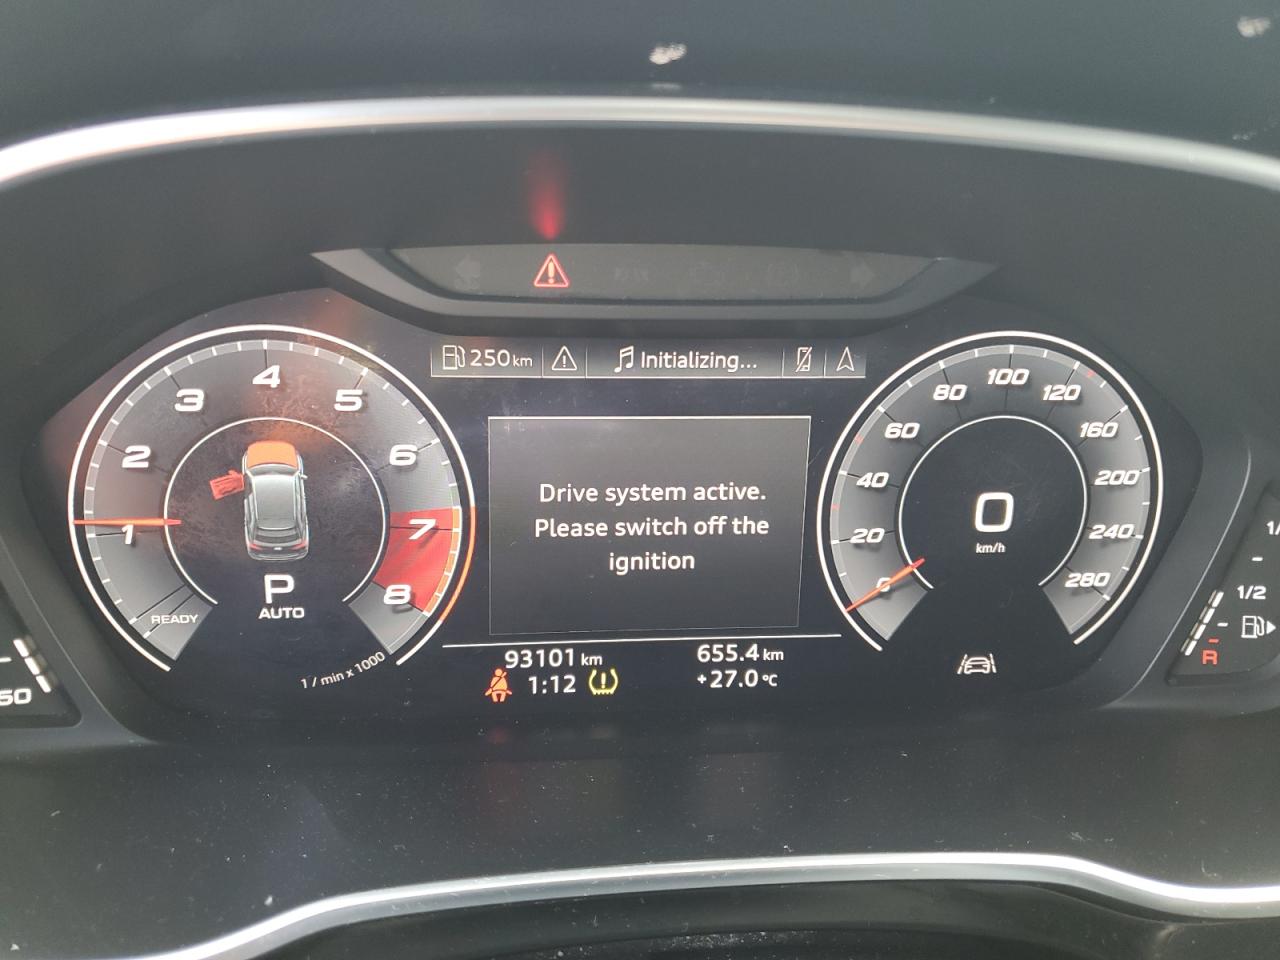 250 km
Initializing...
1 2 3 4 5 6 7 8
READY
P
AUTO
1 / min x 1000
Drive system active.
Please switch off the
ignition
0 20 40 60 80 100 120 160 200 240 280
0
km/h
93101 km
655.4 km
1:12
+27.0 °C
50
1/2
R